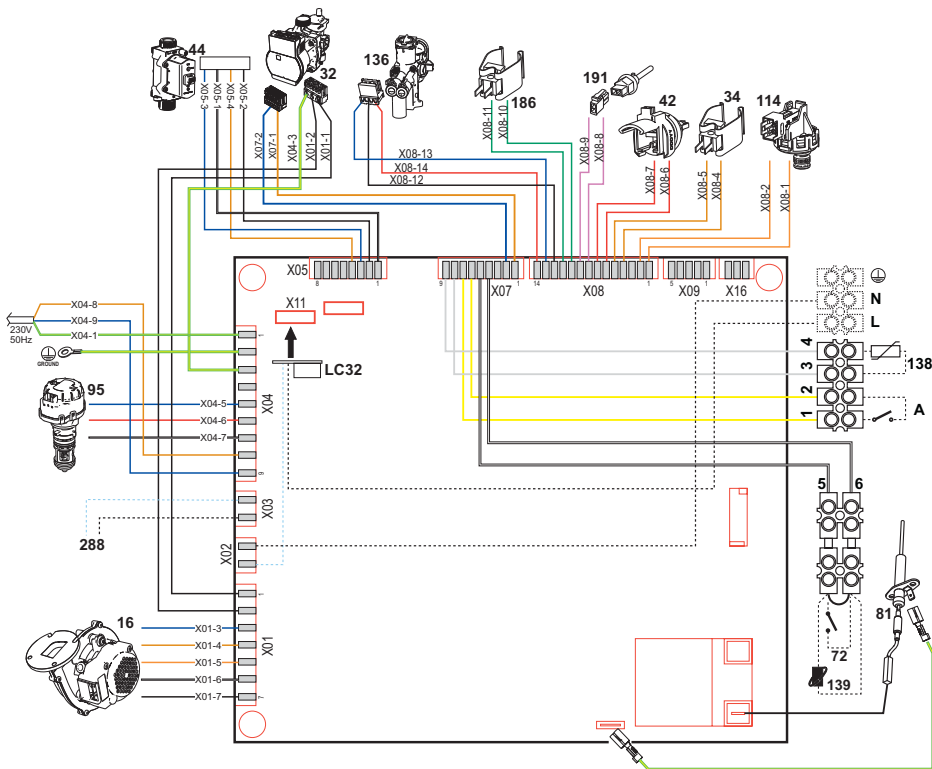 44
32
136
186
191
42
34
114
X05-3
X05-1
X05-4
X05-2
X07-2
X07-1
X04-3
X01-2
X01-1
X08-13
X08-14
X08-12
X08-11
X08-10
X08-9
X08-8
X08-7
X08-6
X08-5
X08-4
X08-2
X08-1
X05
8
1
9
X07
1
14
X08
1
5
X09
1
X16
X11
LC32
N
L
4
3
2
1
138
A
X04-8
X04-9
X04-1
230V
50Hz
GROUND
1
95
X04-5
X04-6
X04-7
X04
9
288
X03
X02
5
6
1
16
X01-3
X01-4
X01-5
X01-6
X01-7
X01
7
81
72
139